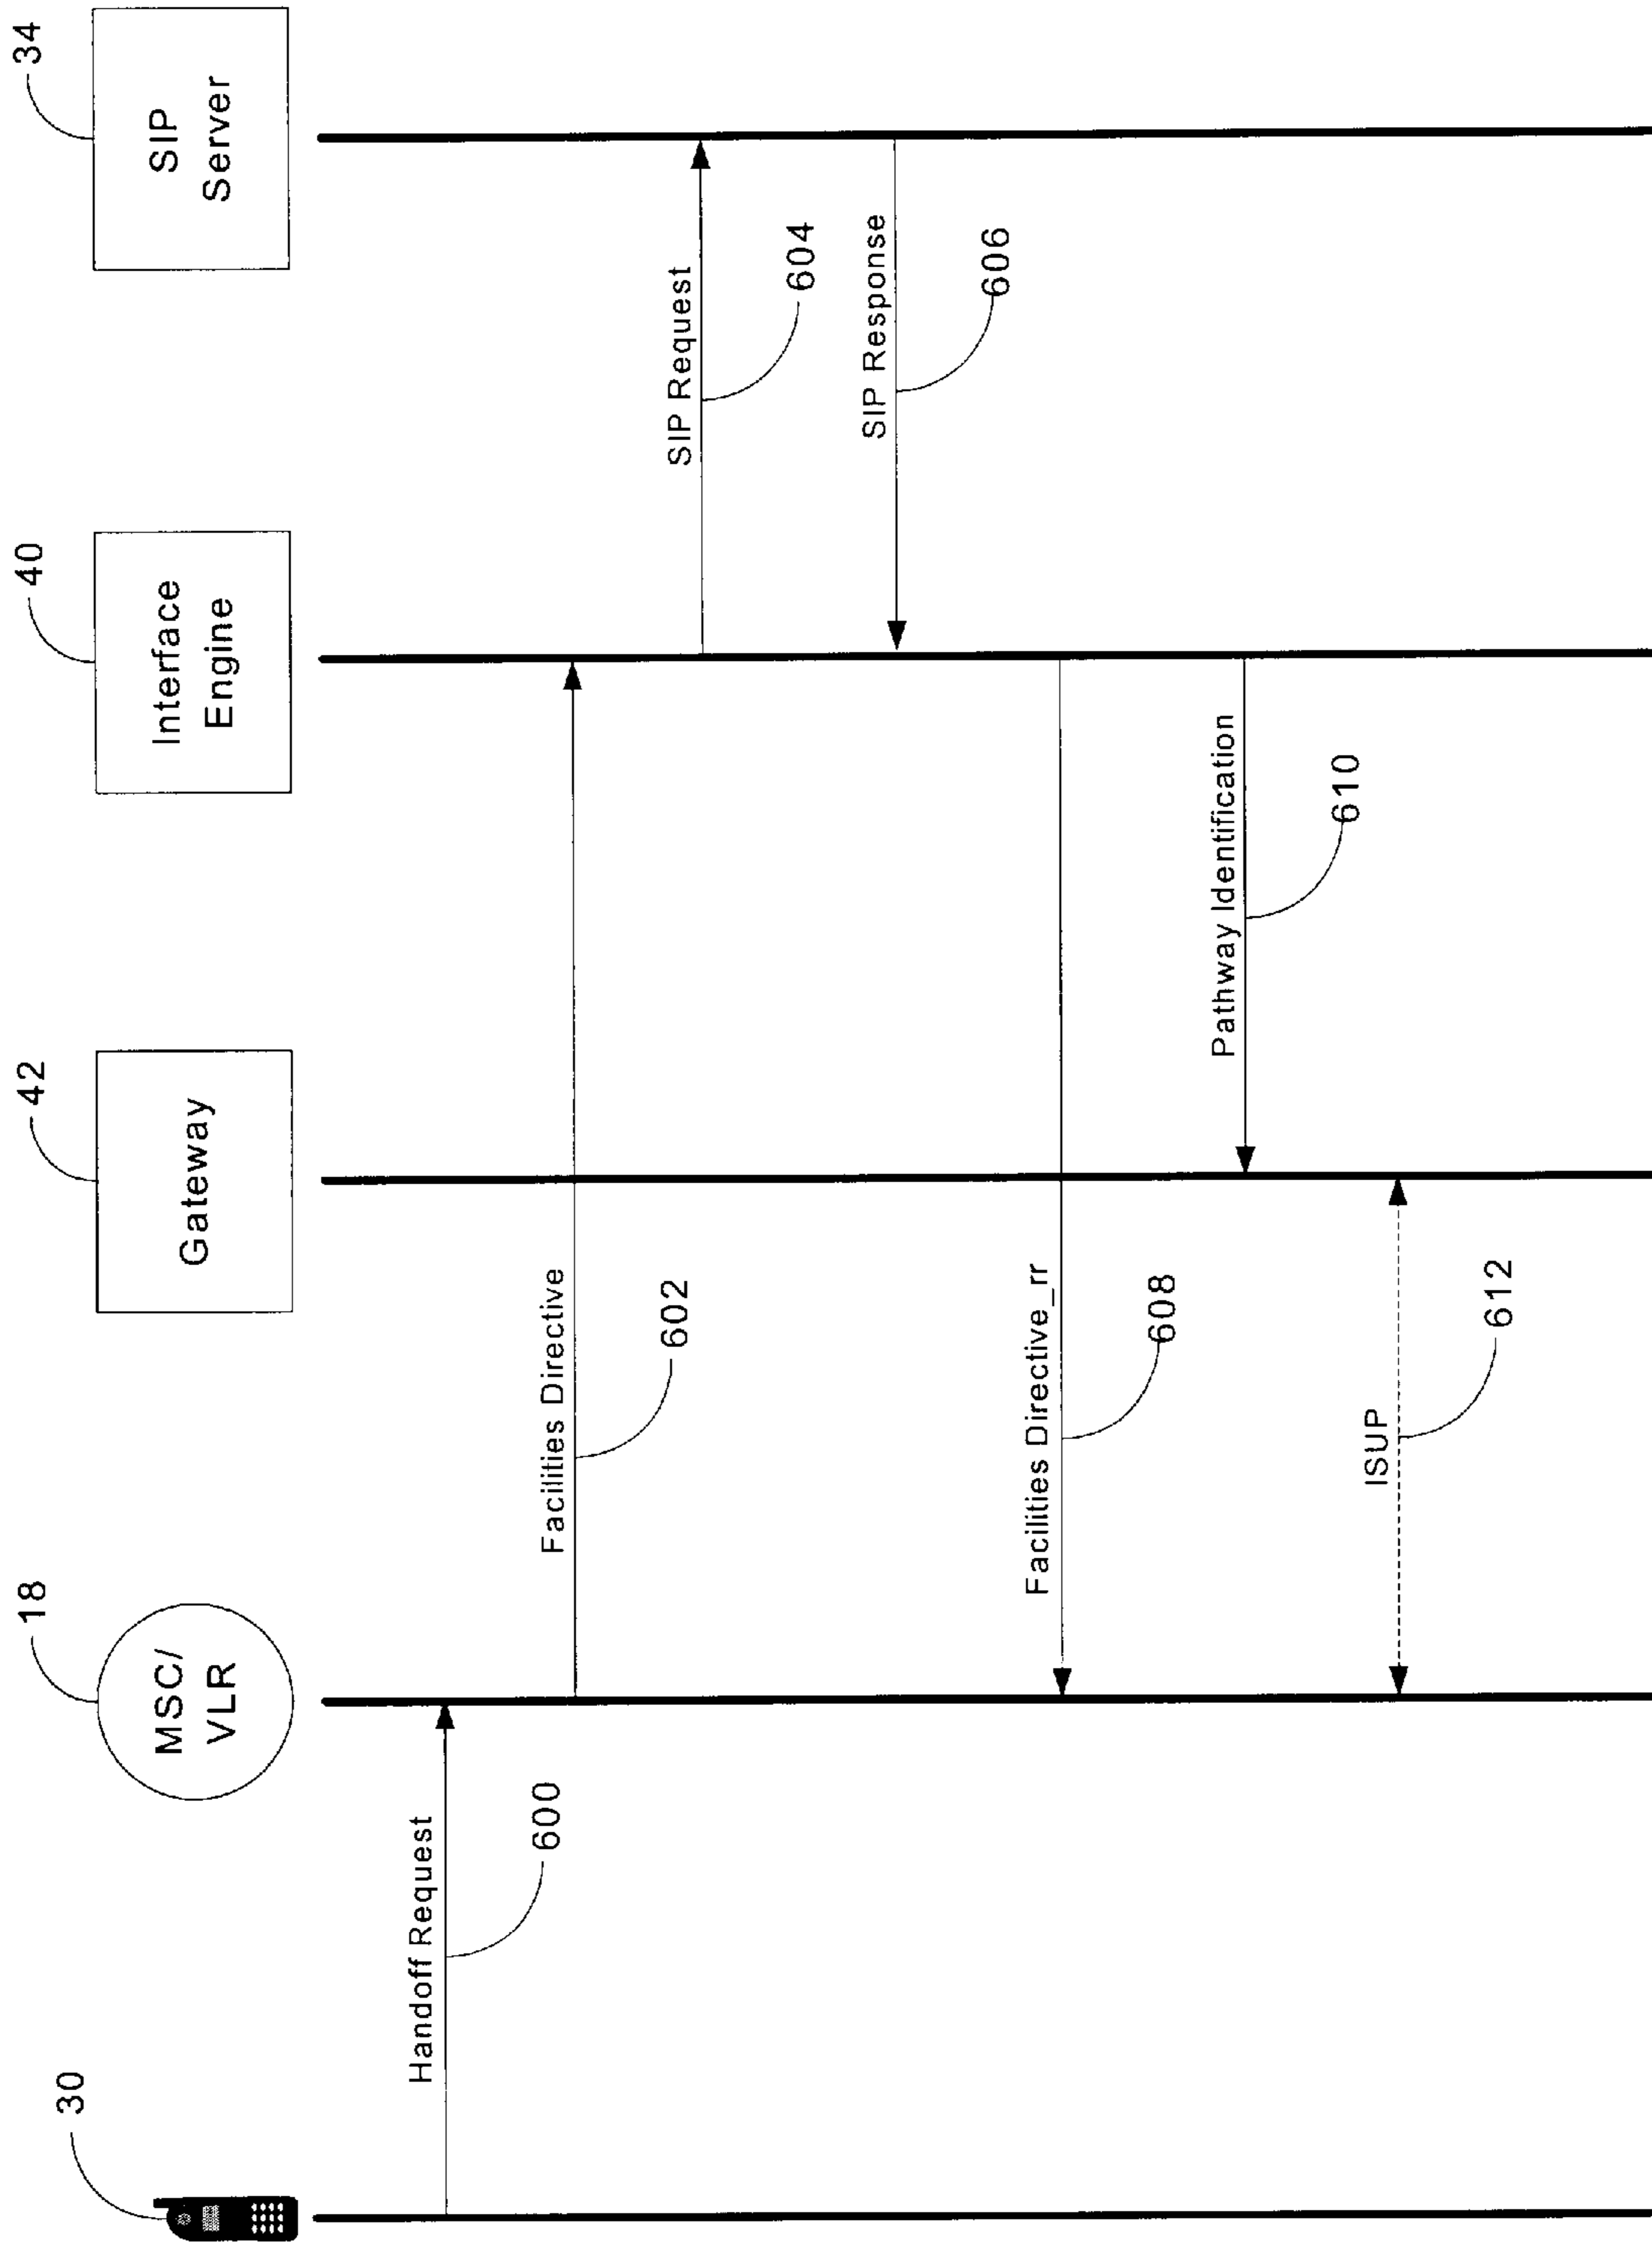 30
18
MSC/
VLR
42
Gateway
40
Interface
Engine
34
SIP
Server
Handoff Request
600
Facilities Directive
602
SIP Request
604
SIP Response
606
Facilities Directive_rr
608
Pathway Identification
610
ISUP
612